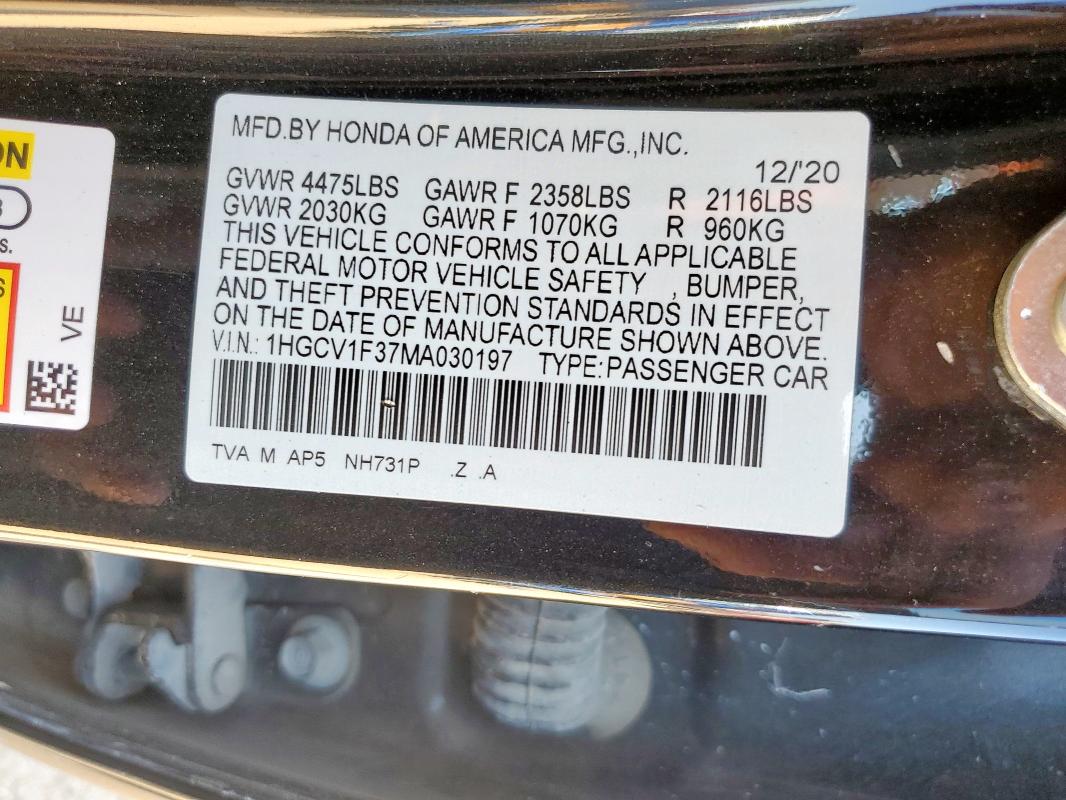 MFD.BY HONDA OF AMERICA MFG.,INC.
12/'20
GVWR 4475LBS GAWR F 2358LBS R 2116LBS
GVWR 2030KG GAWR F 1070KG R 960KG
THIS VEHICLE CONFORMS TO ALL APPLICABLE
FEDERAL MOTOR VEHICLE SAFETY , BUMPER,
AND THEFT PREVENTION STANDARDS IN EFFECT
ON THE DATE OF MANUFACTURE SHOWN ABOVE.
V.I.N.: 1HGCV1F37MA030197 TYPE:PASSENGER CAR
TVA M AP5 NH731P .Z .A
ON
S.
S
VE